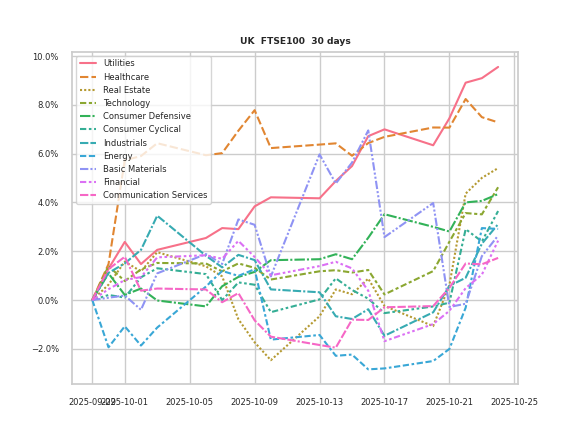 UK  FTSE100  30 days
10.0%
8.0%
6.0%
4.0%
2.0%
0.0%
−2.0%
Utilities
Healthcare
Real Estate
Technology
Consumer Defensive
Consumer Cyclical
Industrials
Energy
Basic Materials
Financial
Communication Services
2025-09-29 2025-10-01 2025-10-05 2025-10-09 2025-10-13 2025-10-17 2025-10-21 2025-10-25